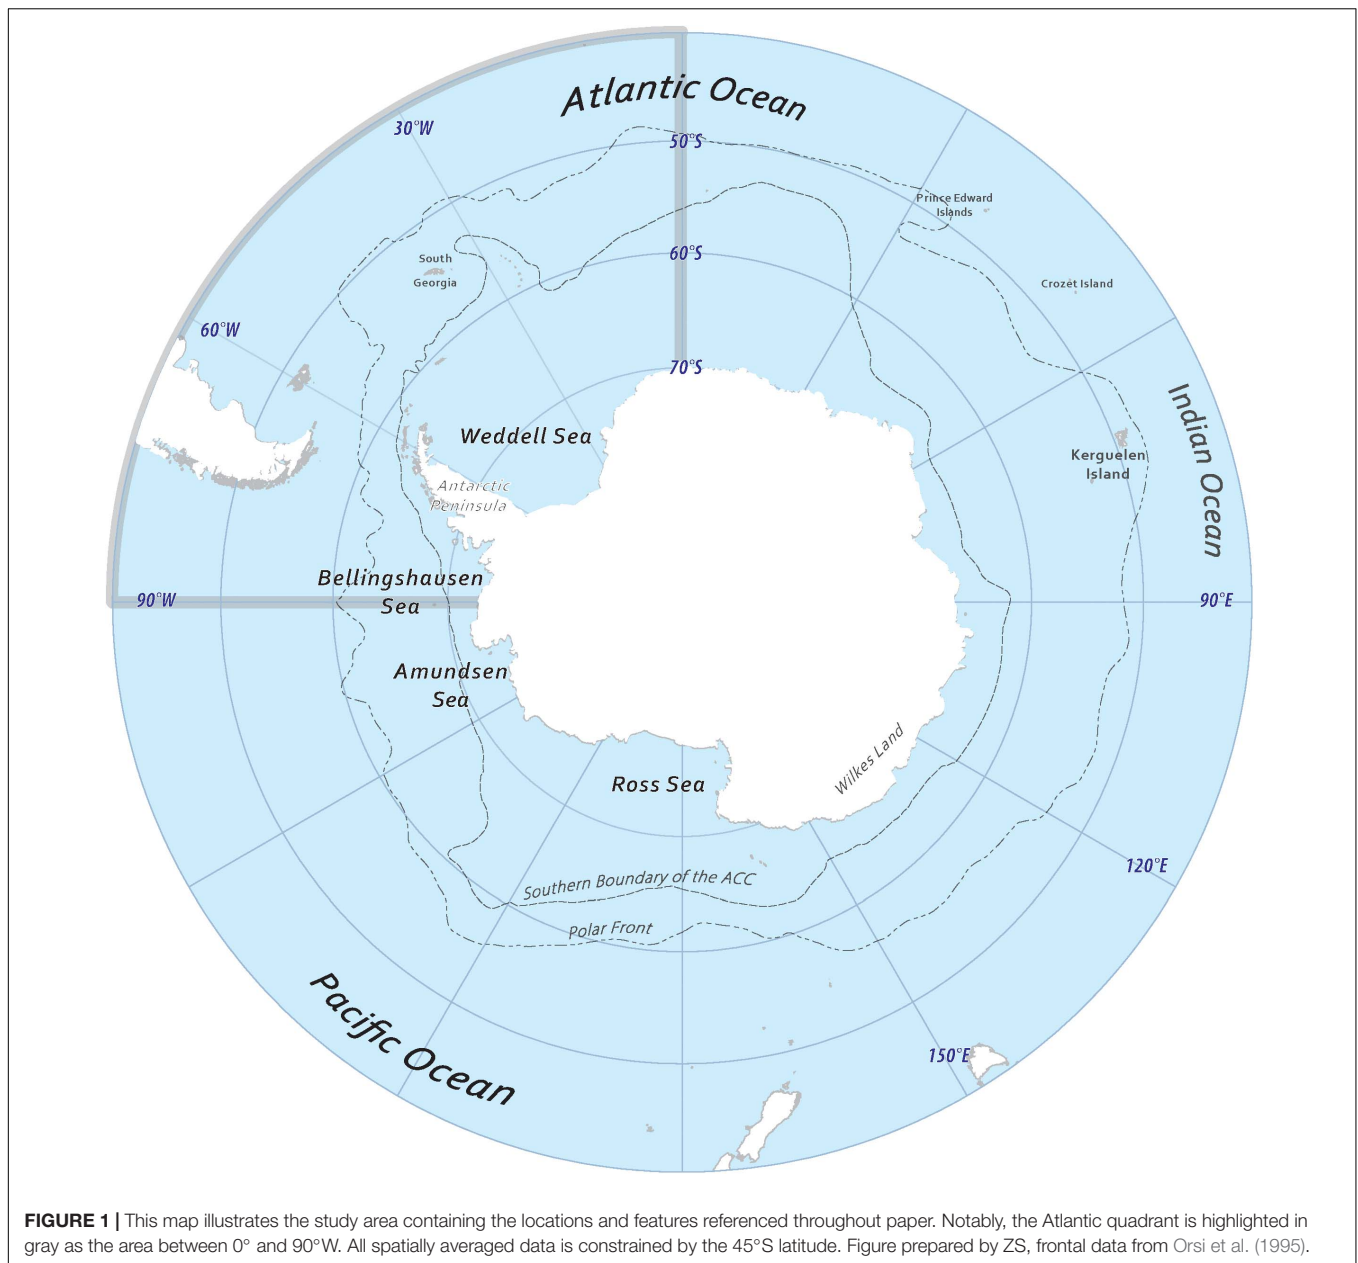 Atlantic Ocean
30°W
50°S
Prince Edward
Islands
60°S
South
Georgia
Crozet Island
60°W
70°S
Indian Ocean
Weddell Sea
Kerguelen
Island
Antarctic
Peninsula
Bellingshausen
Sea
90°W
90°E
Amundsen
Sea
Wilkes Land
Ross Sea
120°E
Southern Boundary of the ACC
Polar Front
Pacific Ocean
150°E
FIGURE 1 | This map illustrates the study area containing the locations and features referenced throughout paper. Notably, the Atlantic quadrant is highlighted in
gray as the area between 0° and 90°W. All spatially averaged data is constrained by the 45°S latitude. Figure prepared by ZS, frontal data from Orsi et al. (1995).